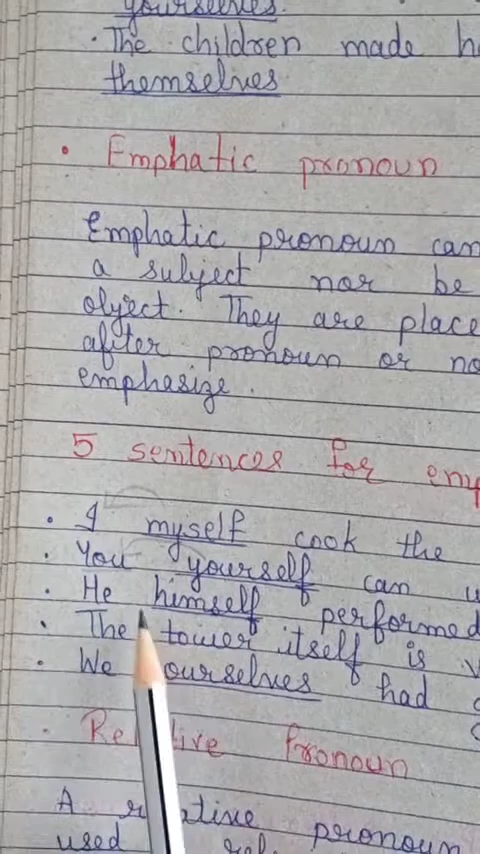 yourselves.
· The children made h
themselves
· Emphatic pronoun
Emphatic pronoun can
a subject nor be
object. They are place
after pronoun or no
emphasize.
5 sentences for emp
· I myself cook the
· You yourself can
· He himself performed
· The tower itself is
· We ourselves had
· Relative Pronoun
A relative pronoun
used